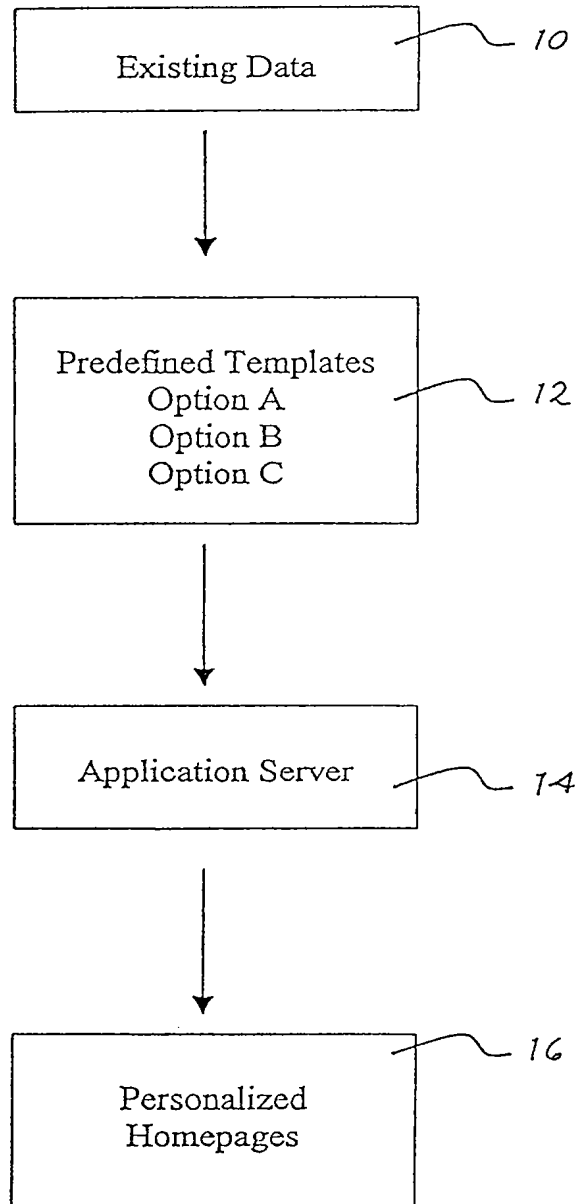 Existing Data
10
Predefined Templates
Option A
Option B
Option C
12
Application Server
14
Personalized
Homepages
16